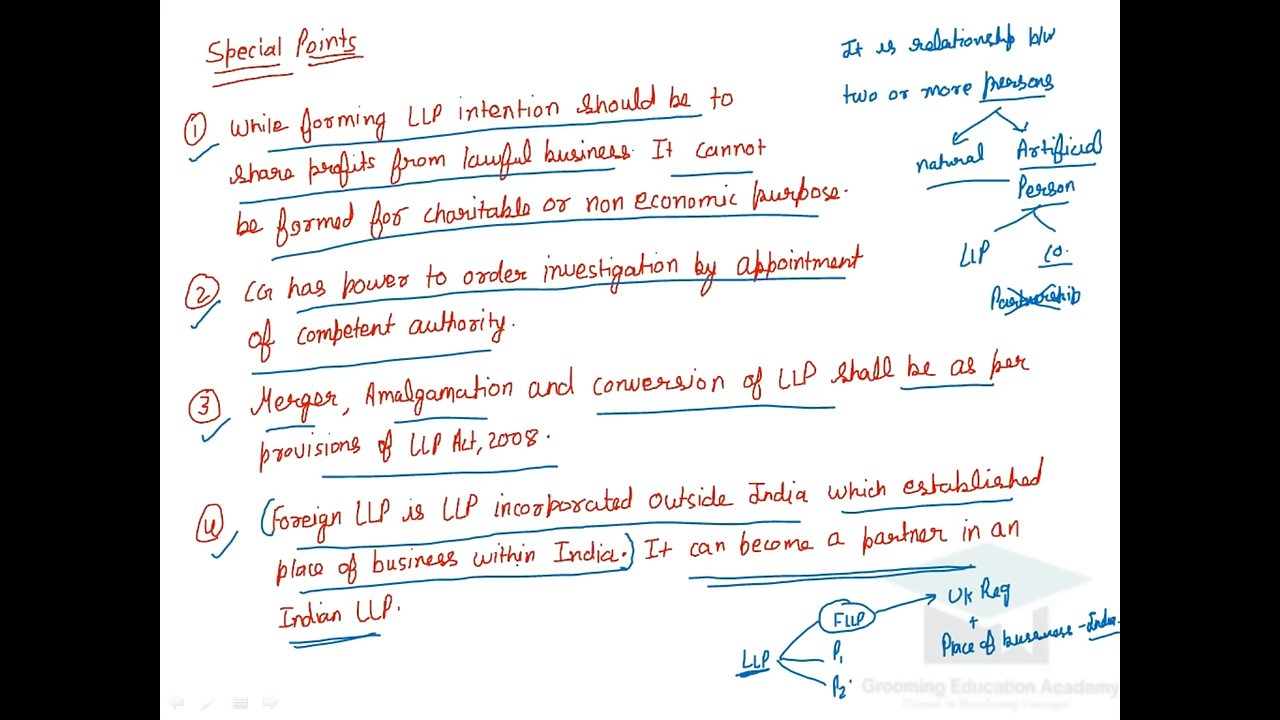 Special Points
① While forming LLP intention should be to
share profits from lawful business. It cannot
be formed for charitable or non economic purpose.
② CG has power to order investigation by appointment
of competent authority.
③ Merger, Amalgamation and conversion of LLP shall be as per
provisions of LLP Act, 2008.
④ (Foreign LLP is LLP incorporated outside India which established
place of business within India.) It can become a partner in an
Indian LLP.
It is relationship b/w
two or more persons
natural Artificial
Person
LLP Co.
Partnership
LLP
FLLP
P1
P2
UK Reg
+
Place of business - India
Grooming Education Academy